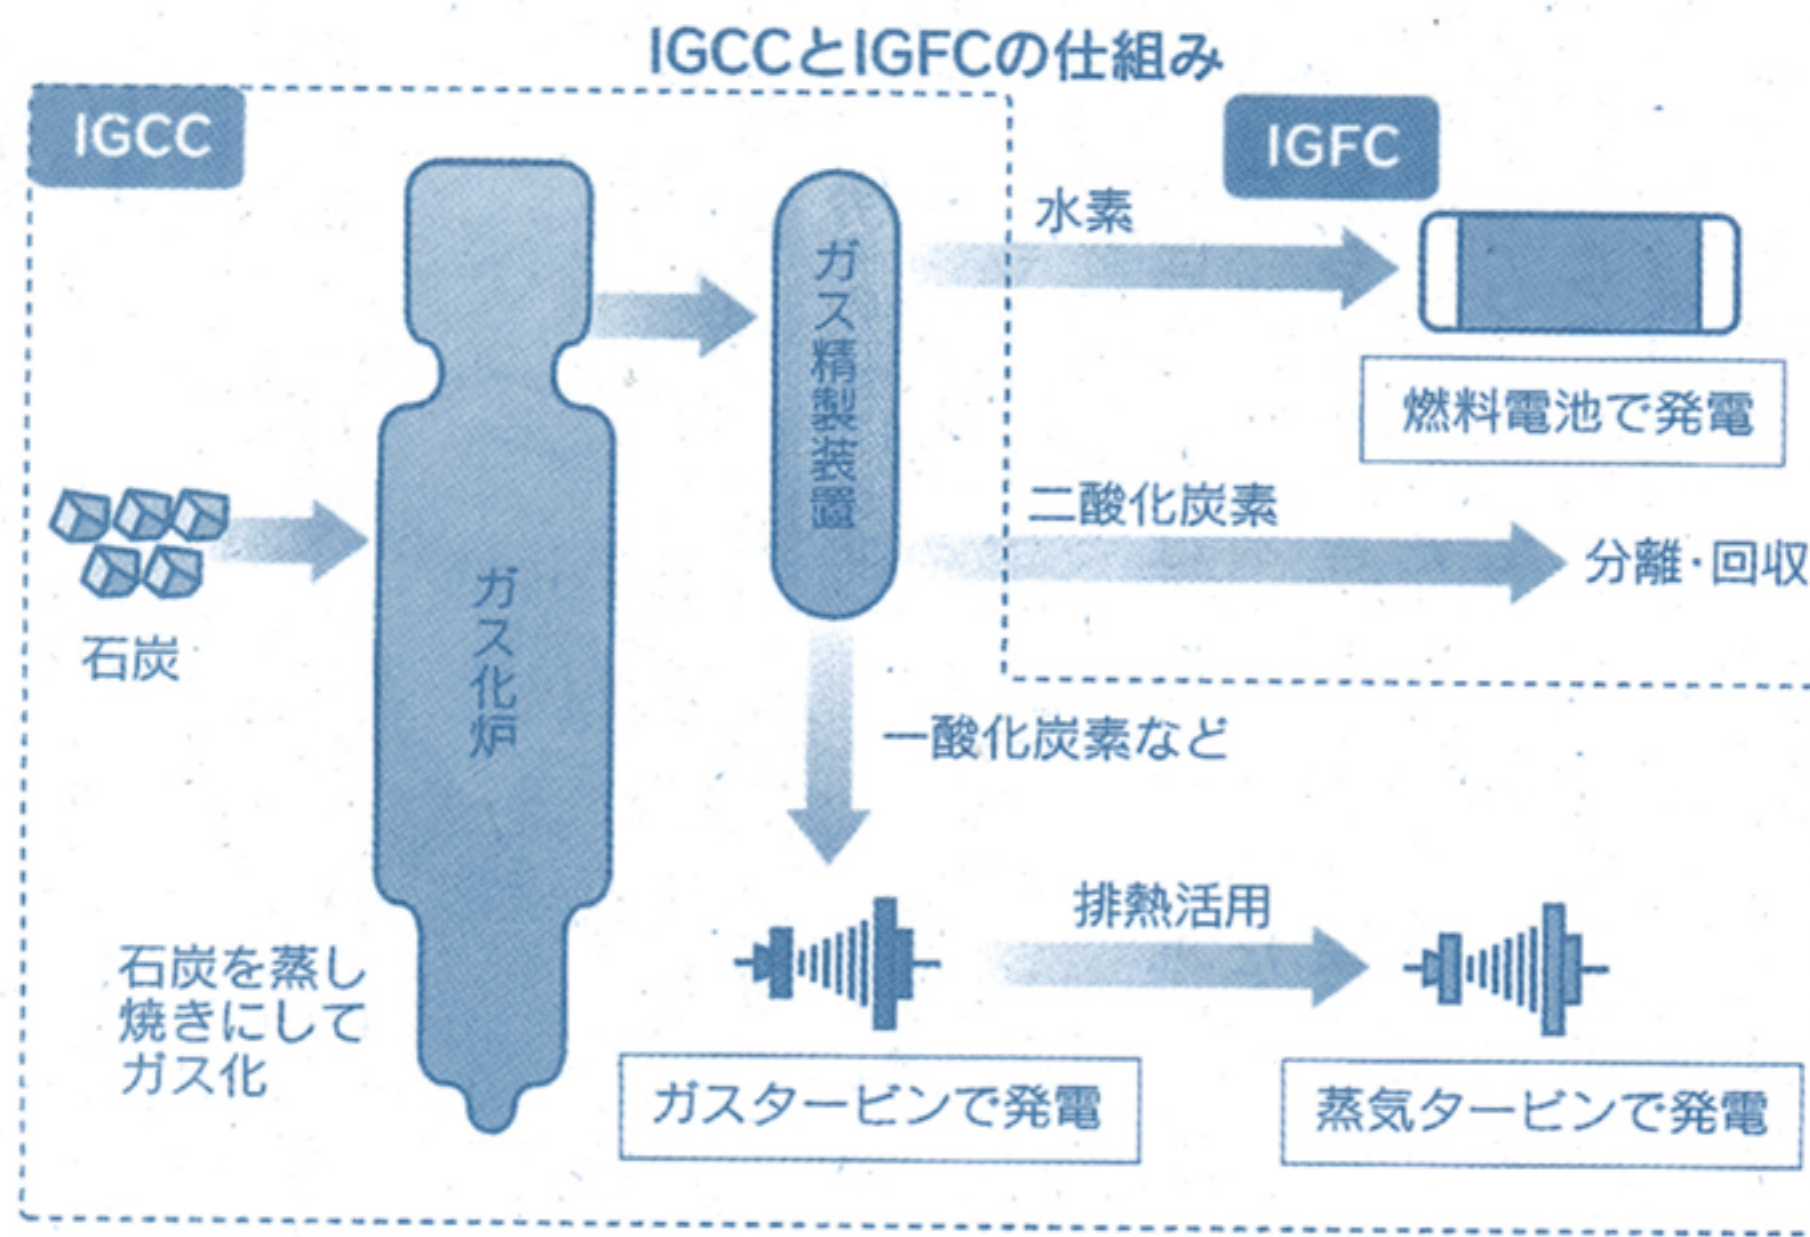 IGCCとIGFCの仕組み
IGCC
IGFC
水素
ガス精製装置
燃料電池で発電
二酸化炭素
分離・回収
石炭
ガス化炉
一酸化炭素など
排熱活用
石炭を蒸し
焼きにして
ガス化
ガスタービンで発電
蒸気タービンで発電